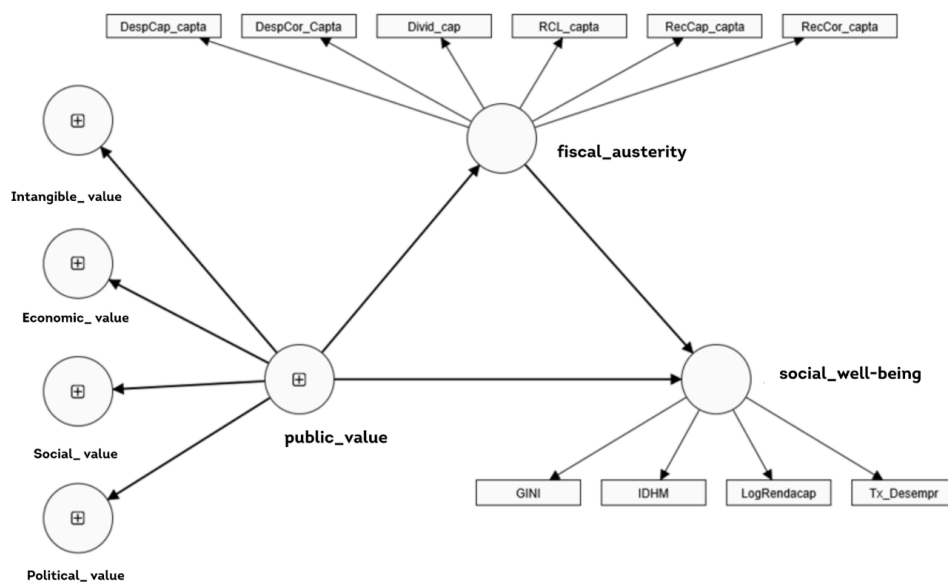 DespCap_capta
DespCor_Capta
Divid_cap
RCL_capta
RecCap_capta
RecCor_capta
fiscal_austerity
Intangible_ value
Economic_ value
social_well-being
public_value
Social_ value
GINI
IDHM
LogRendacap
Tx_Desempr
Political_ value